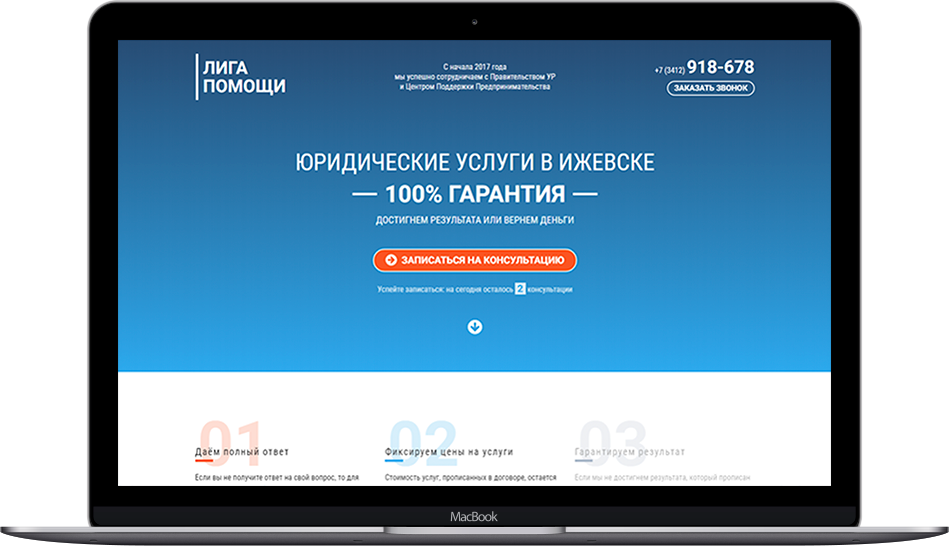 ЛИГА
ПОМОЩИ
С начала 2017 года
мы успешно сотрудничаем с Правительством УР
и Центром Поддержки Предпринимательства
+7 (3412) 918-678
ЗАКАЗАТЬ ЗВОНОК
ЮРИДИЧЕСКИЕ УСЛУГИ В ИЖЕВСКЕ
— 100% ГАРАНТИЯ —
ДОСТИГНЕМ РЕЗУЛЬТАТА ИЛИ ВЕРНЕМ ДЕНЬГИ
ЗАПИСАТЬСЯ НА КОНСУЛЬТАЦИЮ
Успейте записаться: на сегодня осталось 2 консультации
01
Даём полный ответ
Если вы не получите ответ на свой вопрос, то для
02
Фиксируем цены на услуги
Стоимость услуг, прописанных в договоре, остается
03
Гарантируем результат
Если мы не достигнем результата, который прописан
MacBook